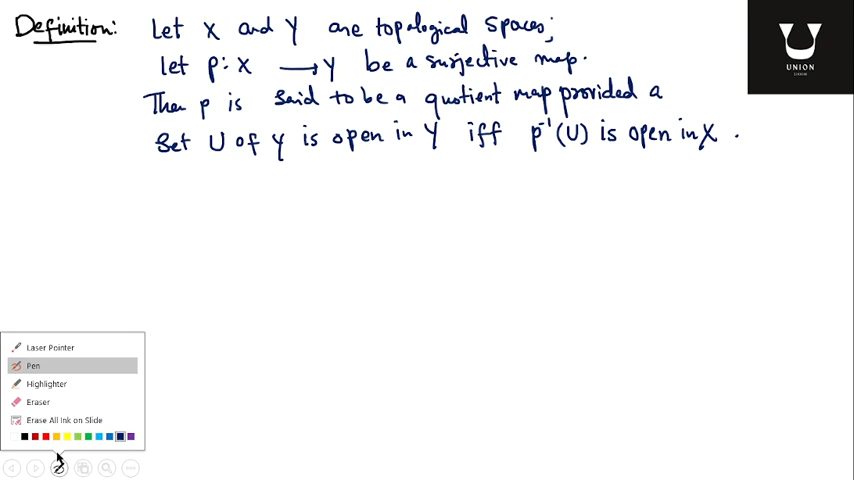 Definition: Let X and Y are topological spaces;
let p: X → Y be a surjective map.
Then p is said to be a quotient map provided a
set U of Y is open in Y iff p⁻¹(U) is open in X.
UNION
Laser Pointer
Pen
Highlighter
Eraser
Erase All Ink on Slide